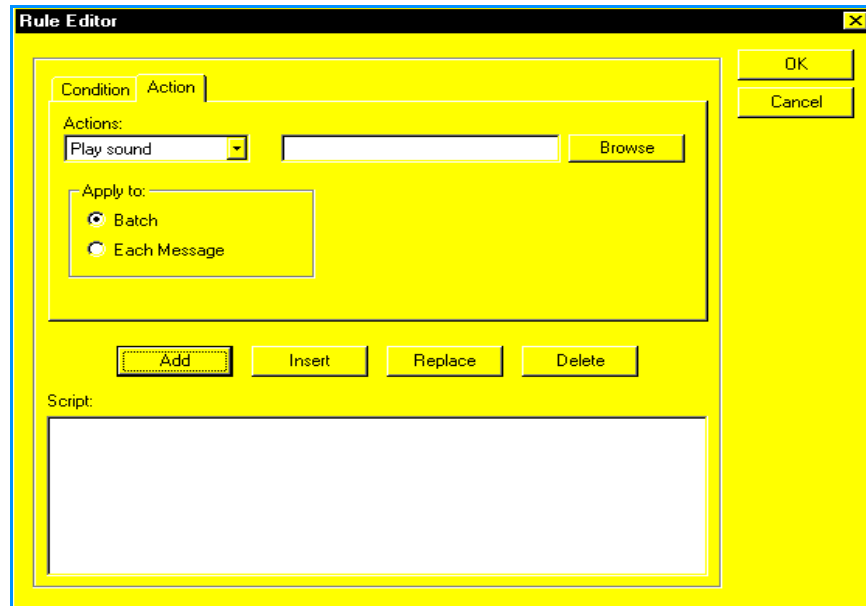 Rule Editor
OK
Cancel
Condition Action
Actions:
Play sound Browse
Apply to:
Batch
Each Message
Add Insert Replace Delete
Script: